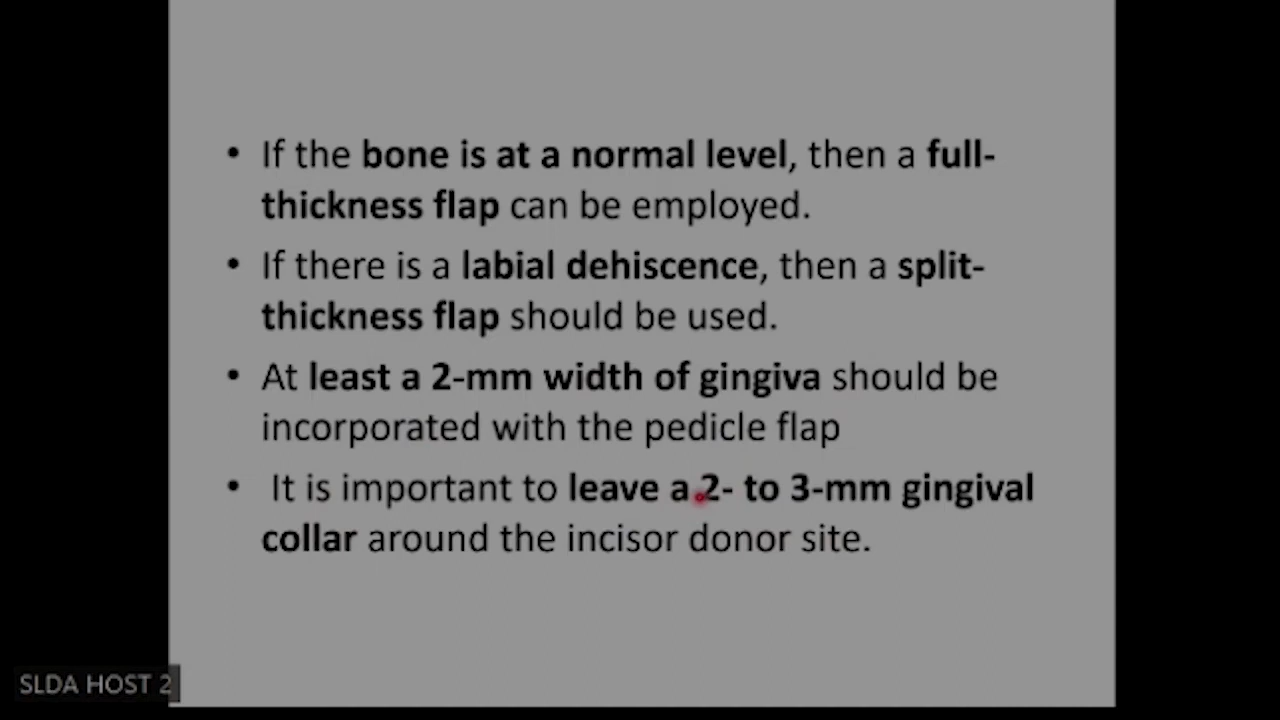 • If the bone is at a normal level, then a full-
thickness flap can be employed.
• If there is a labial dehiscence, then a split-
thickness flap should be used.
• At least a 2-mm width of gingiva should be
incorporated with the pedicle flap
• It is important to leave a 2- to 3-mm gingival
collar around the incisor donor site.
SLDA HOST 2